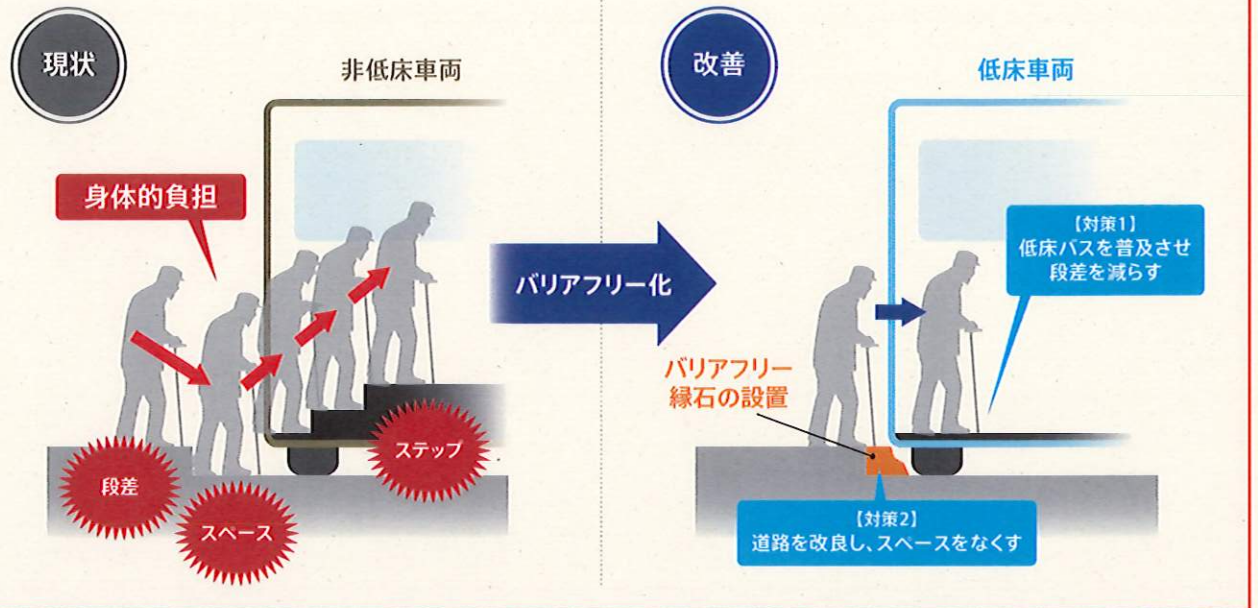 現状
非低床車両
身体的負担
段差
スペース
ステップ
バリアフリー化
改善
低床車両
【対策1】
低床バスを普及させ
段差を減らす
バリアフリー
縁石の設置
【対策2】
道路を改良し、スペースをなくす